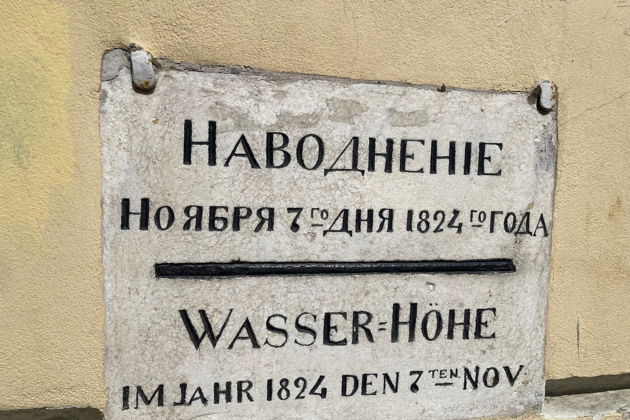 НАВОДНЕНІЕ
НОЯБРЯ 7го ДНЯ 1824го ГОДА
WASSER=HÖHE
IM JAHR 1824 DEN 7TEN NOV